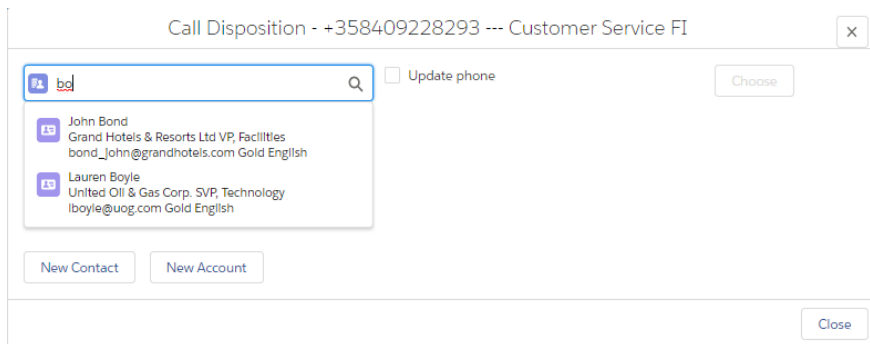 Call Disposition - +358409228293 --- Customer Service FI
bo
Update phone
Choose
John Bond
Grand Hotels & Resorts Ltd VP, Facilities
bond_john@grandhotels.com Gold English
Lauren Boyle
United Oil & Gas Corp. SVP, Technology
lboyle@uog.com Gold English
New Contact
New Account
Close